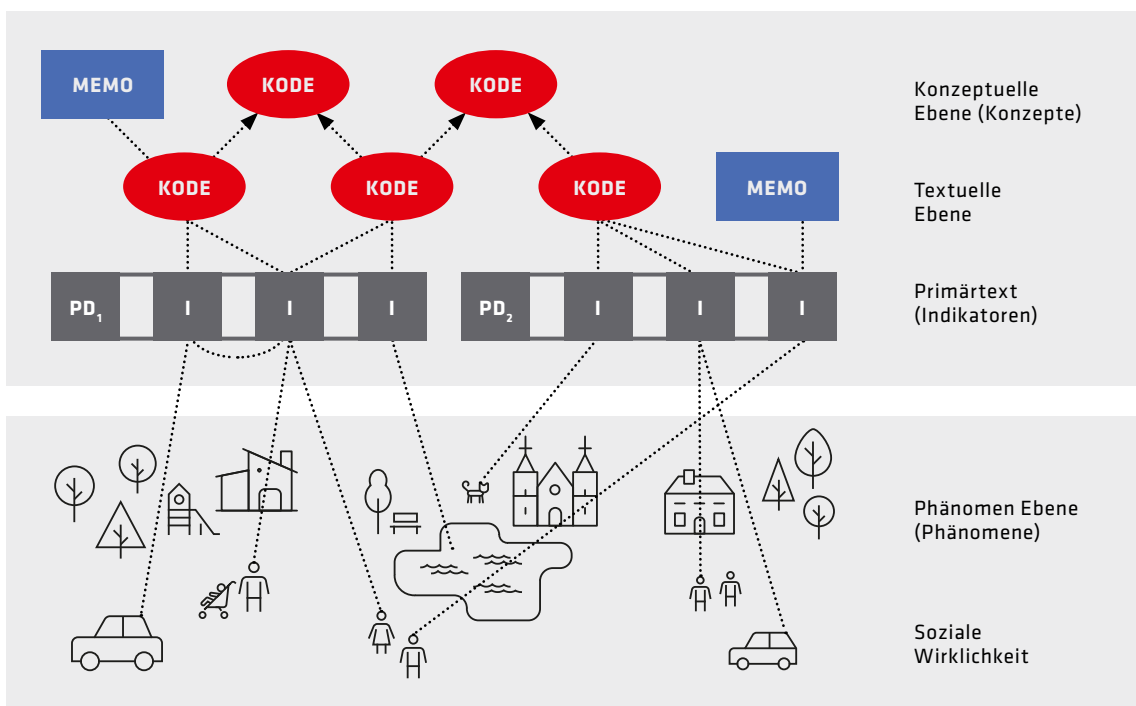 MEMO KODE KODE
Konzeptuelle
Ebene (Konzepte)
KODE KODE KODE MEMO
Textuelle
Ebene
PD₁ I I I PD₂ I I I
Primärtext
(Indikatoren)
Phänomen Ebene
(Phänomene)
Soziale
Wirklichkeit